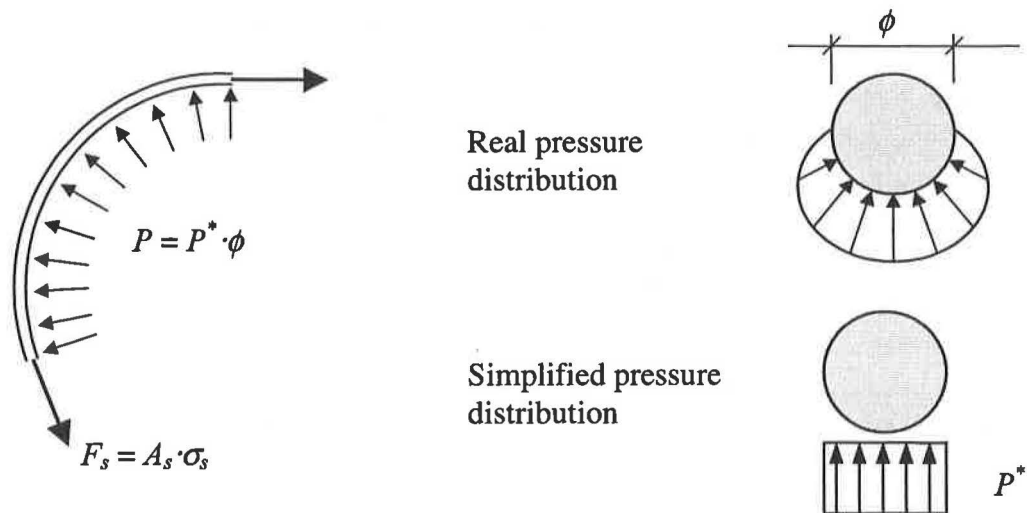 ϕ
Real pressure
distribution
P = P*·ϕ
Simplified pressure
distribution
F_s = A_s·σ_s
P*